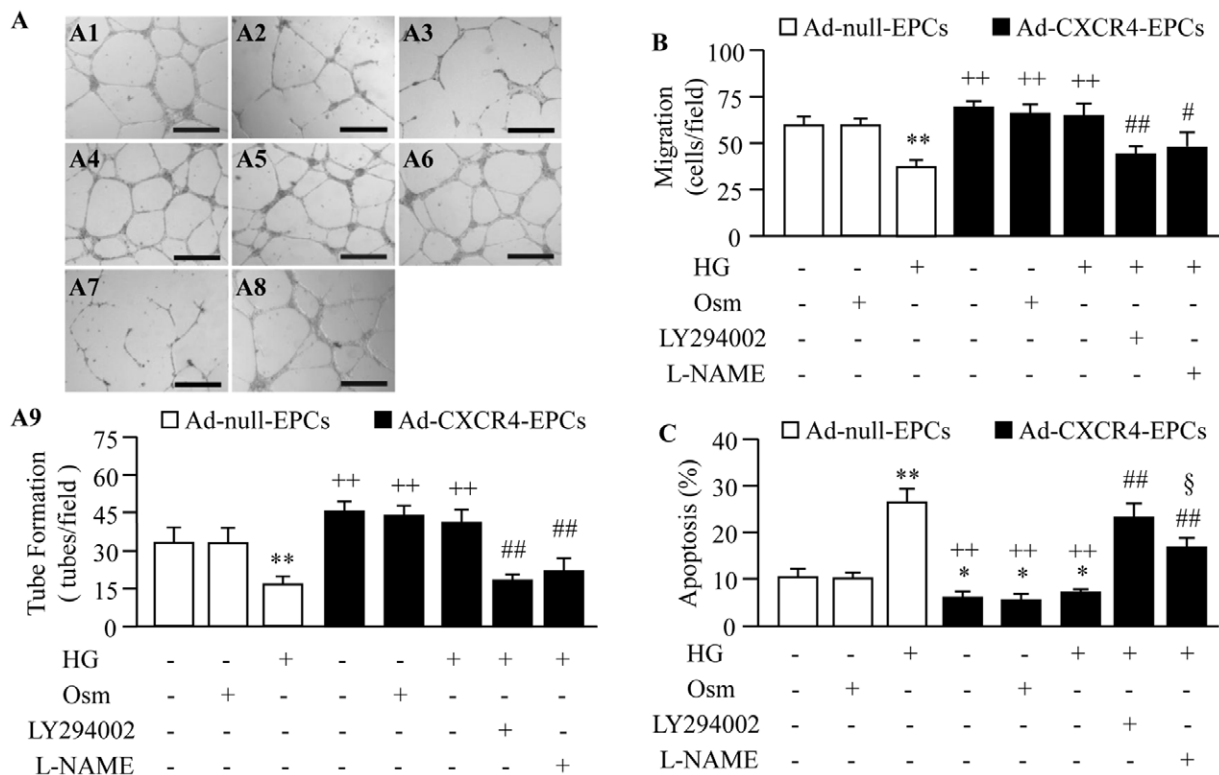 A
A1 A2 A3
A4 A5 A6
A7 A8
B
Ad-null-EPCs Ad-CXCR4-EPCs
Migration
(cells/field)
100
75
50
25
0
** ++ ++ ++ ## #
HG - - + - - + + +
Osm - + - - + - - -
LY294002 - - - - - - + -
L-NAME - - - - - - - +
A9
Ad-null-EPCs Ad-CXCR4-EPCs
Tube Formation
( tubes/field )
75
60
45
30
15
0
** ++ ++ ++ ## ##
HG - - + - - + + +
Osm - + - - + - - -
LY294002 - - - - - - + -
L-NAME - - - - - - - +
C
Ad-null-EPCs Ad-CXCR4-EPCs
Apoptosis (%)
40
30
20
10
0
** ++ ++ ++ ## §
* * * ##
HG - - + - - + + +
Osm - + - - + - - -
LY294002 - - - - - - + -
L-NAME - - - - - - - +